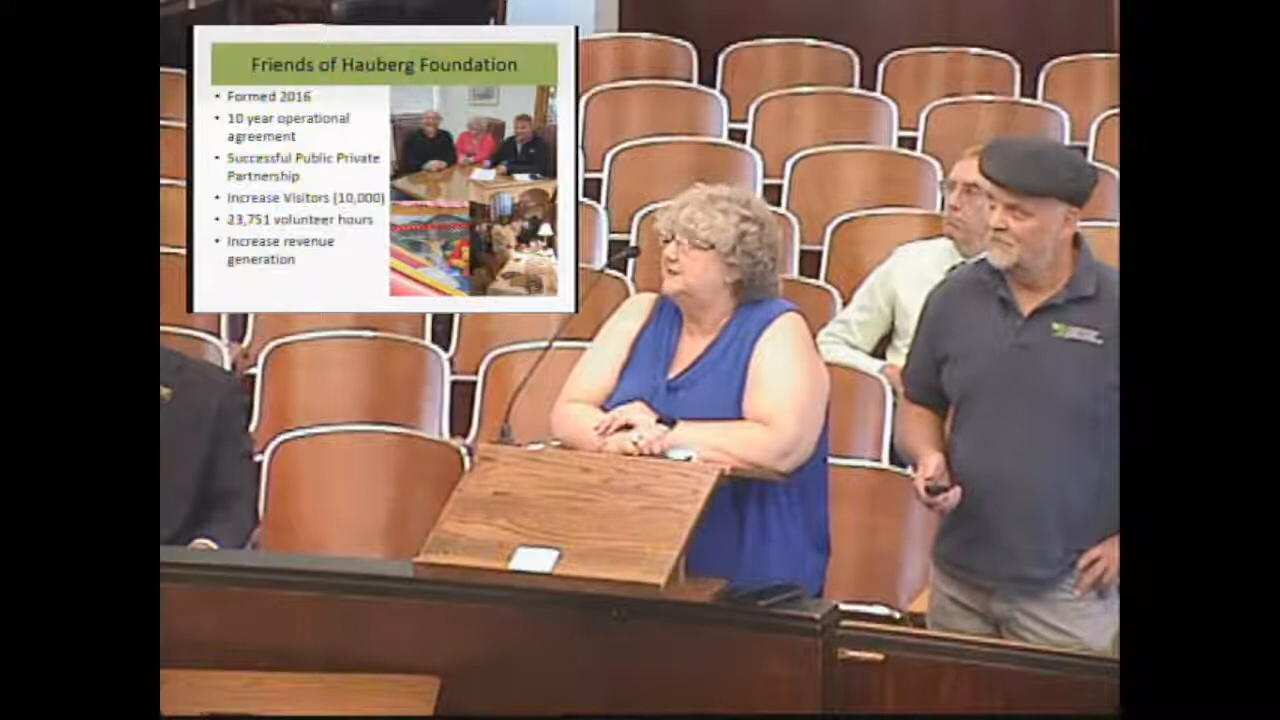 Friends of Hauberg Foundation
• Formed 2016
• 10 year operational
agreement
• Successful Public Private
Partnership
• Increase Visitors (10,000)
• 23,751 volunteer hours
• Increase revenue
generation